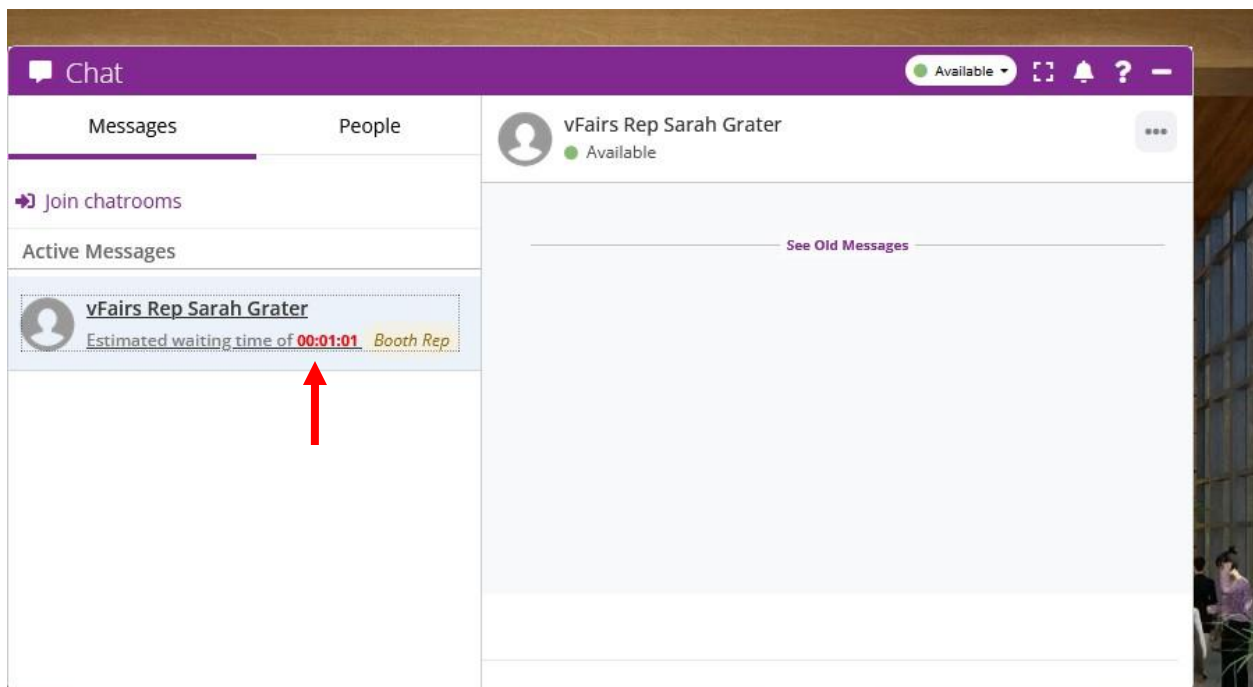 Chat
Available
?
Messages
People
Join chatrooms
Active Messages
vFairs Rep Sarah Grater
Estimated waiting time of 00:01:01 Booth Rep
vFairs Rep Sarah Grater
Available
See Old Messages